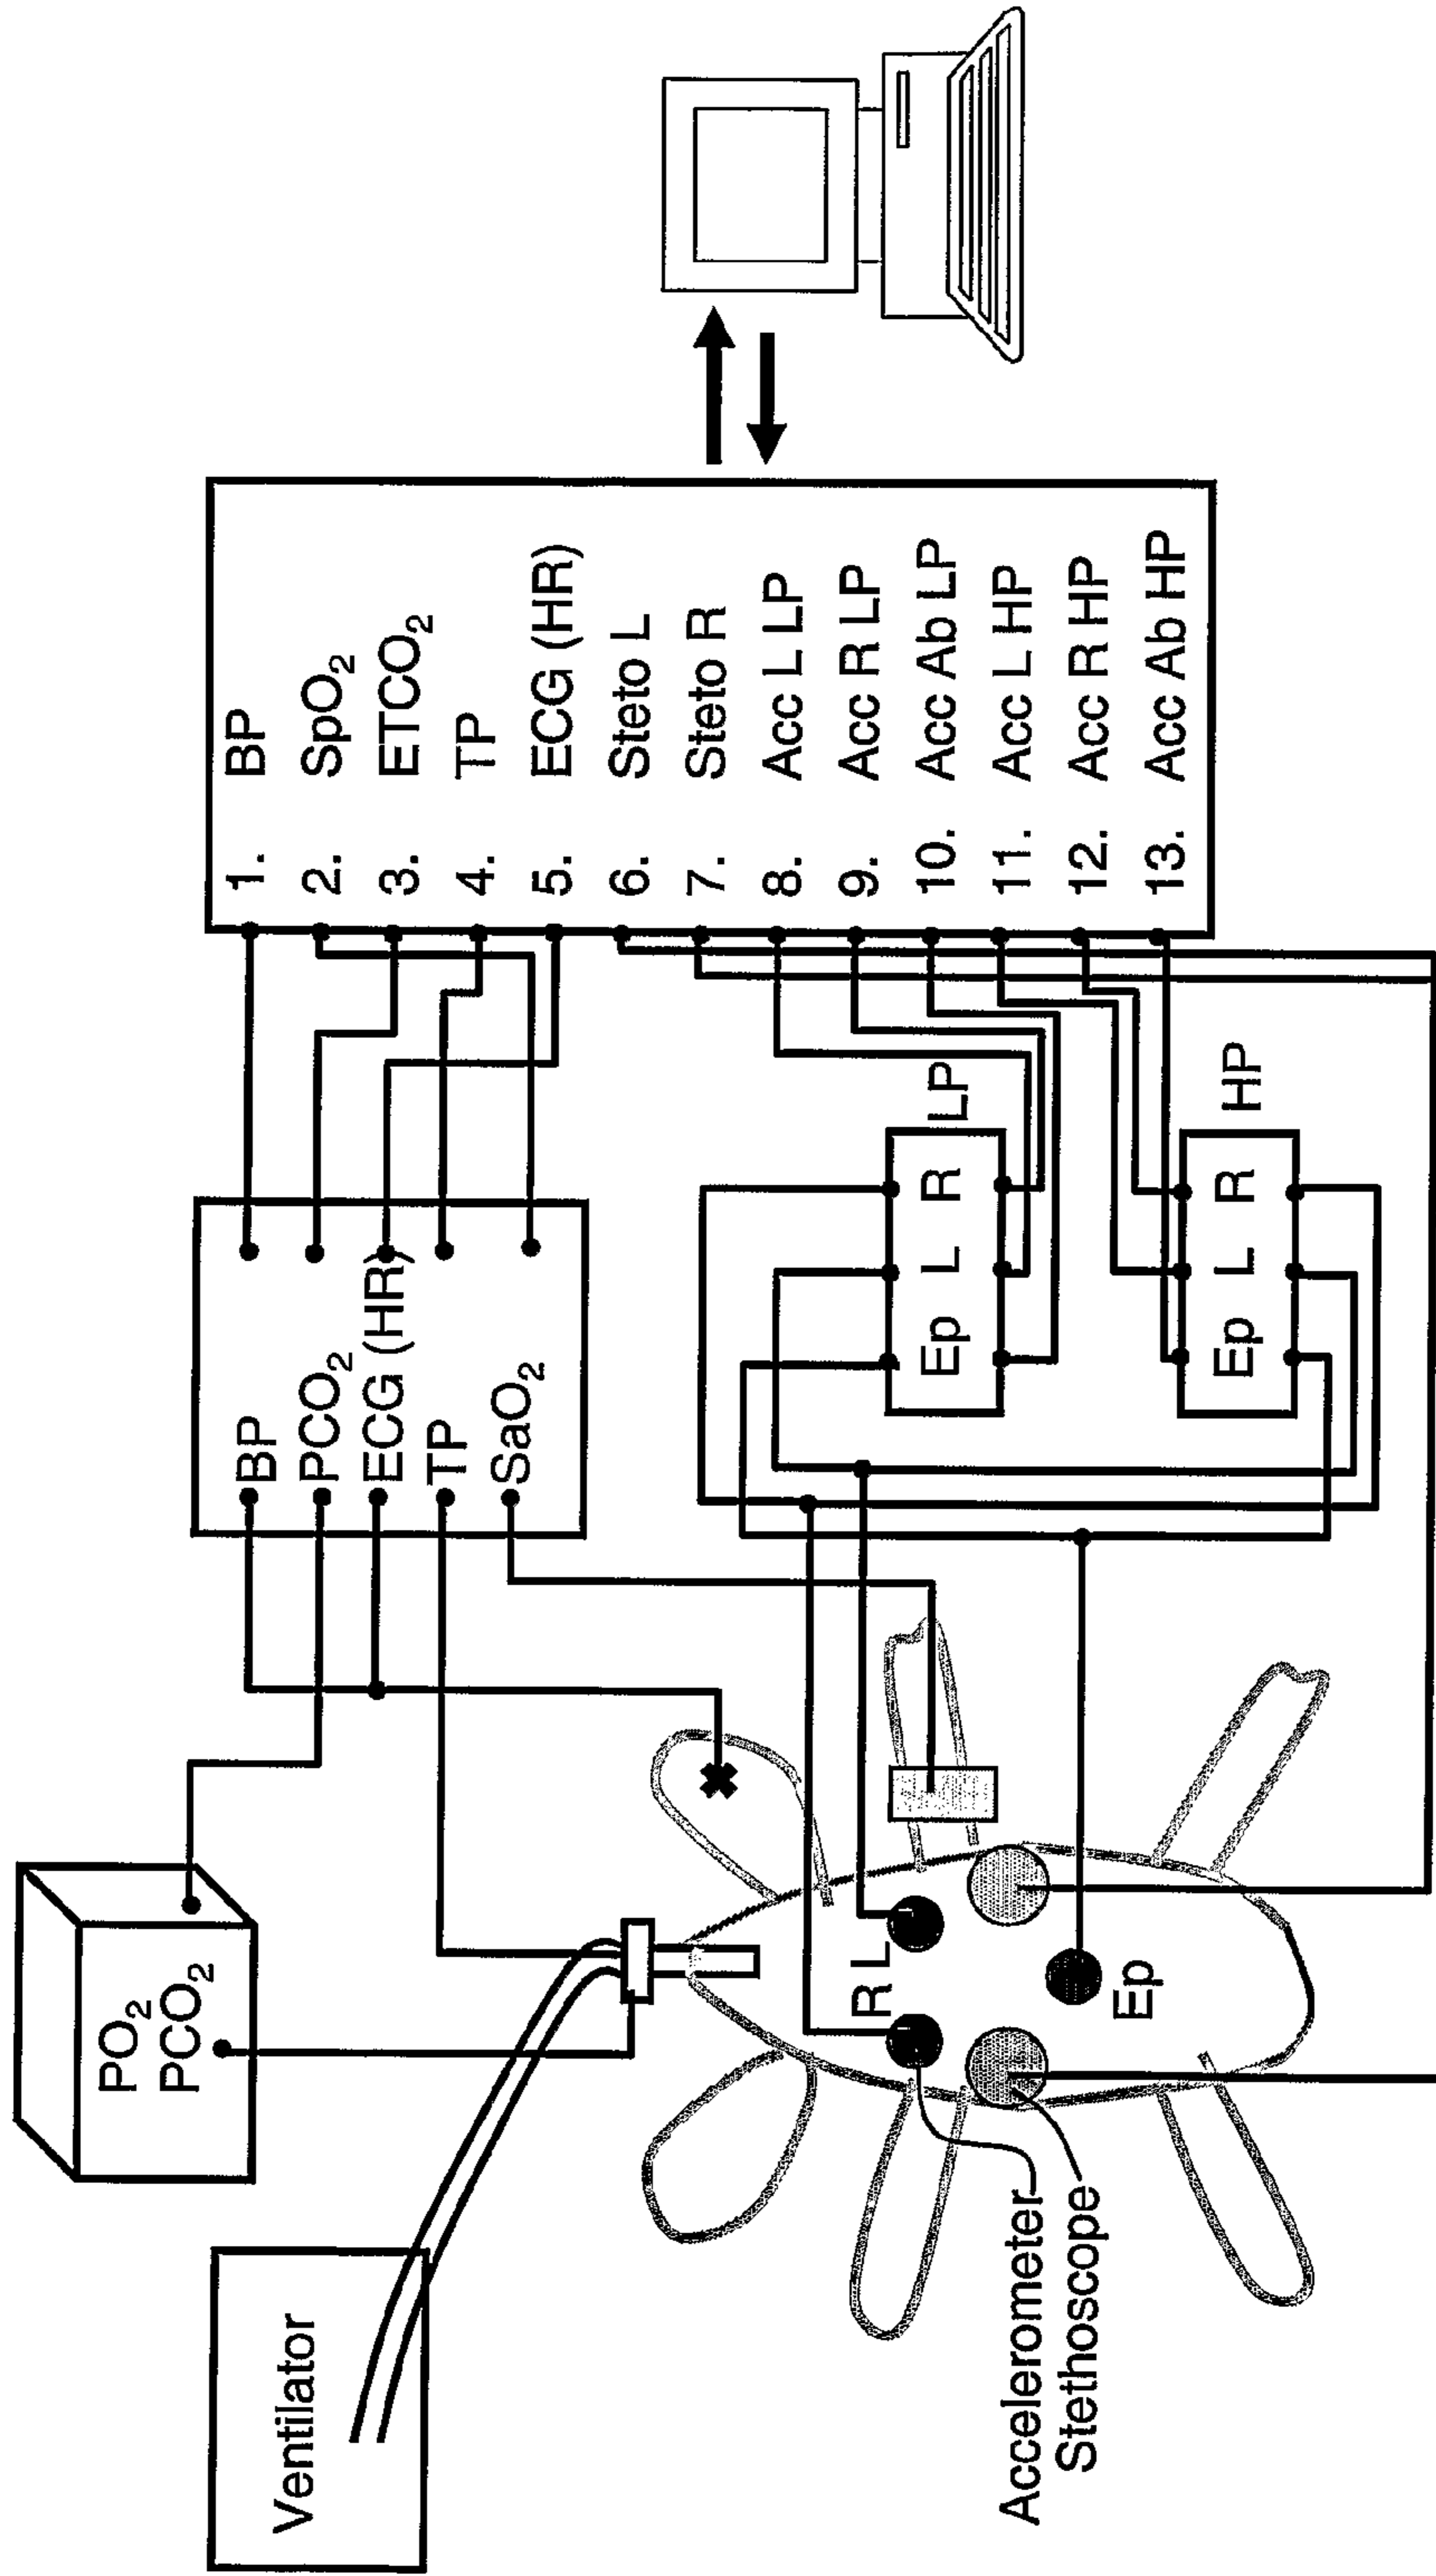 Ventilator
PO2
PCO2
BP
PCO2
ECG (HR)
TP
SaO2
1. BP
2. SpO2
3. ETCO2
4. TP
5. ECG (HR)
6. Steto L
7. Steto R
8. Acc L LP
9. Acc R LP
10. Acc Ab LP
11. Acc L HP
12. Acc R HP
13. Acc Ab HP
Ep L R
LP
Ep L R
HP
R L
Ep
Accelerometer
Stethoscope